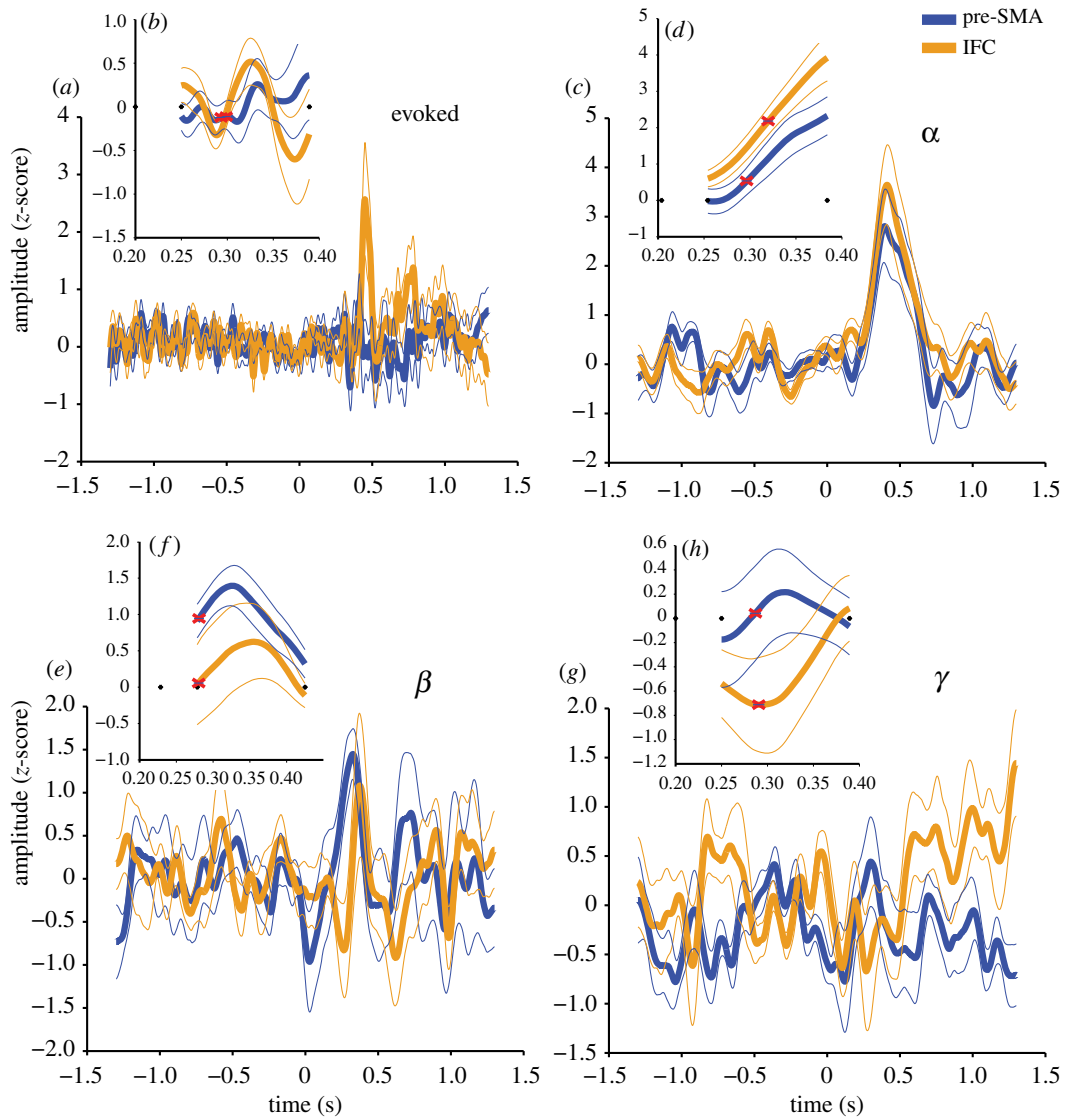 (b)
1.0
0.5
0
−0.5
−1.0
−1.5
0.20 0.25 0.30 0.35 0.40
(a)
evoked
4
3
2
1
0
−1
−2
amplitude (z-score)
−1.5 −1.0 −0.5 0 0.5 1.0 1.5
pre-SMA
IFC
(d)
5
4
3
2
1
0
−1
0.20 0.25 0.30 0.35 0.40
(c)
α
5
4
3
2
1
0
−1
−2
−1.5 −1.0 −0.5 0 0.5 1.0 1.5
(f)
2.0
1.5
1.0
0.5
0
−0.5
−1.0
0.20 0.25 0.30 0.35 0.40
(e)
β
2.0
1.5
1.0
0.5
0
−0.5
−1.0
−1.5
−2.0
amplitude (z-score)
−1.5 −1.0 −0.5 0 0.5 1.0 1.5
time (s)
(h)
0.6
0.4
0.2
0
−0.2
−0.4
−0.6
−0.8
−1.0
−1.2
0.20 0.25 0.30 0.35 0.40
(g)
γ
2.0
1.5
1.0
0.5
0
−0.5
−1.0
−1.5
−1.5 −1.0 −0.5 0 0.5 1.0 1.5
time (s)